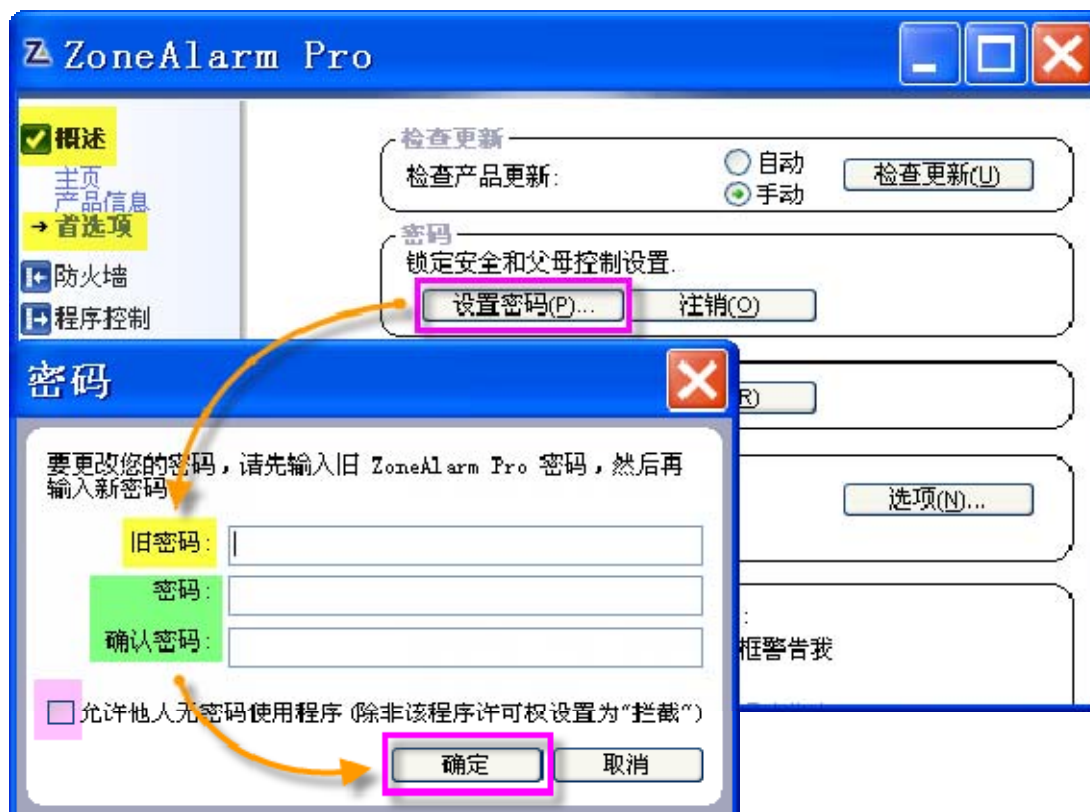 ZoneAlarm Pro
概述
主页
产品信息
首选项
防火墙
程序控制
检查更新
检查产品更新:
自动
手动
检查更新(U)
密码
锁定安全和父母控制设置.
设置密码(P)...
注销(O)
R)
选项(N)...
:
框警告我
密码
要更改您的密码，请先输入旧 ZoneAlarm Pro 密码，然后再
输入新密码
旧密码:
密码:
确认密码:
允许他人无密码使用程序(除非该程序许可权设置为“拦截”)
确定
取消